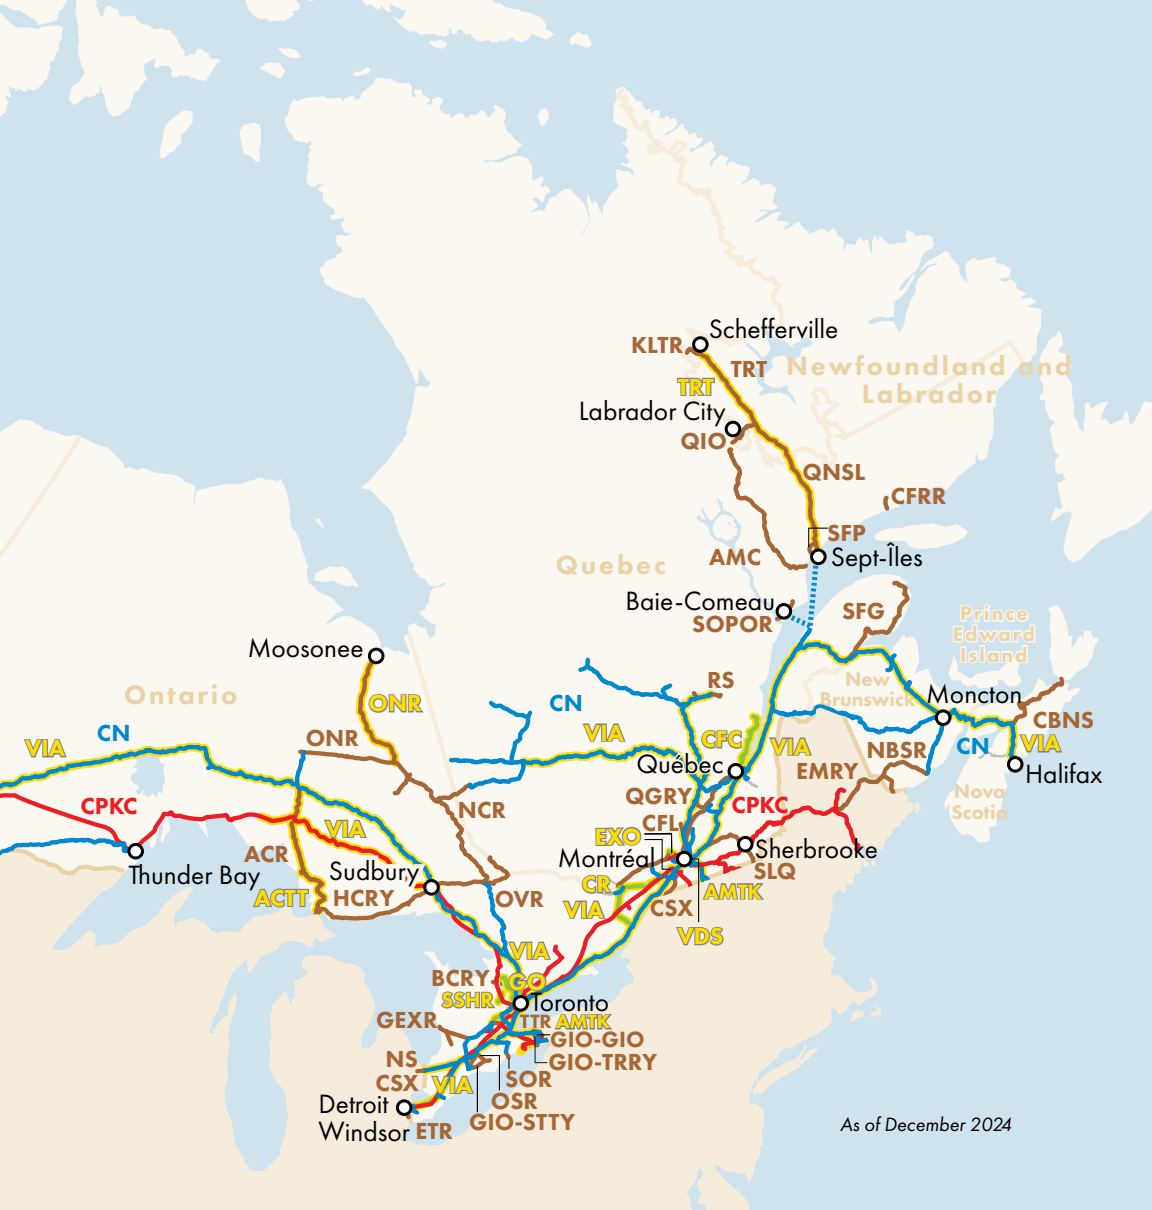 Schefferville
KLTR
TRT
Newfoundland and
Labrador
TRT
Labrador City
QIO
QNSL
CFRR
SFP
AMC
Sept-Îles
Quebec
Baie-Comeau
SOPOR
SFG
Prince
Edward
Island
Moosonee
Ontario
ONR
CN
RS
New
Brunswick
Moncton
VIA
CN
ONR
VIA
CFC
VIA
CBNS
NBSR
CN
VIA
Québec
EMRY
Halifax
CPKC
NCR
QGRY
CPKC
Nova
Scotia
VIA
CFL
EXO
Montréal
Sherbrooke
ACR
Thunder Bay
Sudbury
SLQ
ACTT
HCRY
OVR
CR
AMTK
VIA
CSX
VDS
VIA
BCRY
GO
SSHR
Toronto
GEXR
TTR
AMTK
GIO-GIO
NS
GIO-TRRY
CSX
VIA
SOR
OSR
Detroit
GIO-STTY
Windsor
ETR
As of December 2024